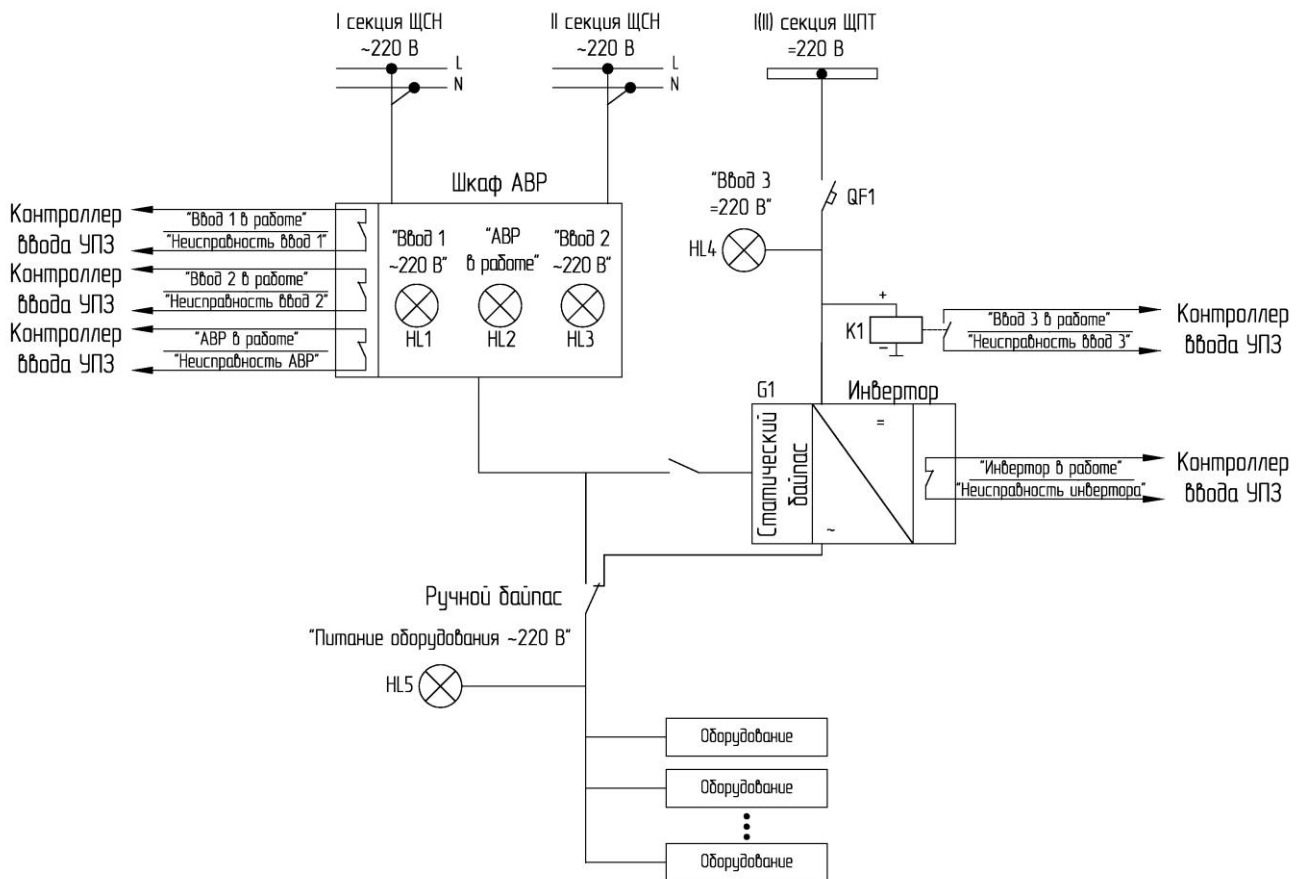 I секция ЩСН
~220 В
II секция ЩСН
~220 В
I(II) секция ЩПТ
=220 В
L
N
L
N
Шкаф АВР
"Ввод 3
=220 В"
QF1
HL4
Контроллер
ввода УПЗ
"Ввод 1 в работе"
"Неисправность ввод 1"
Контроллер
ввода УПЗ
"Ввод 2 в работе"
"Неисправность ввод 2"
Контроллер
ввода УПЗ
"АВР в работе"
"Неисправность АВР"
"Ввод 1
~220 В"
HL1
"АВР
в работе"
HL2
"Ввод 2
~220 В"
HL3
+
K1
−
"Ввод 3 в работе"
"Неисправность ввод 3"
Контроллер
ввода УПЗ
G1
Инвертор
Статический
байпас
=
~
"Инвертор в работе"
"Неисправность инвертора"
Контроллер
ввода УПЗ
Ручной байпас
"Питание оборудования ~220 В"
HL5
Оборудование
Оборудование
Оборудование